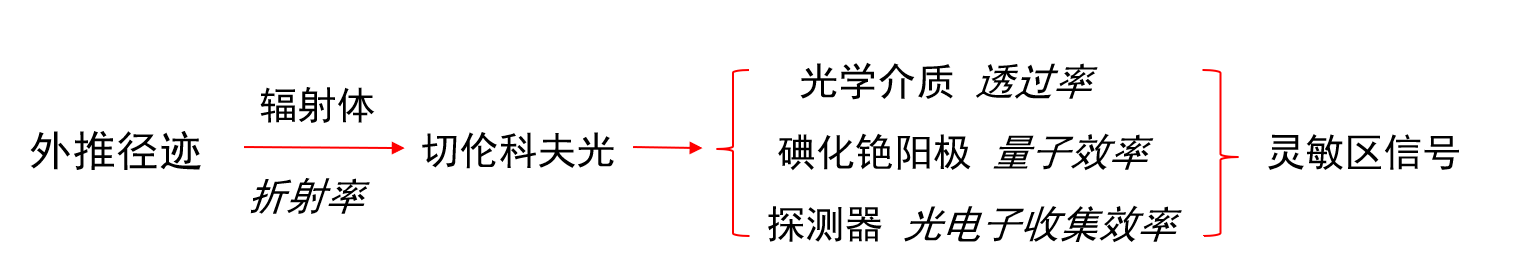 光学介质 透过率
辐射体
外推径迹
切伦科夫光
碘化铯阳极 量子效率
灵敏区信号
折射率
探测器 光电子收集效率